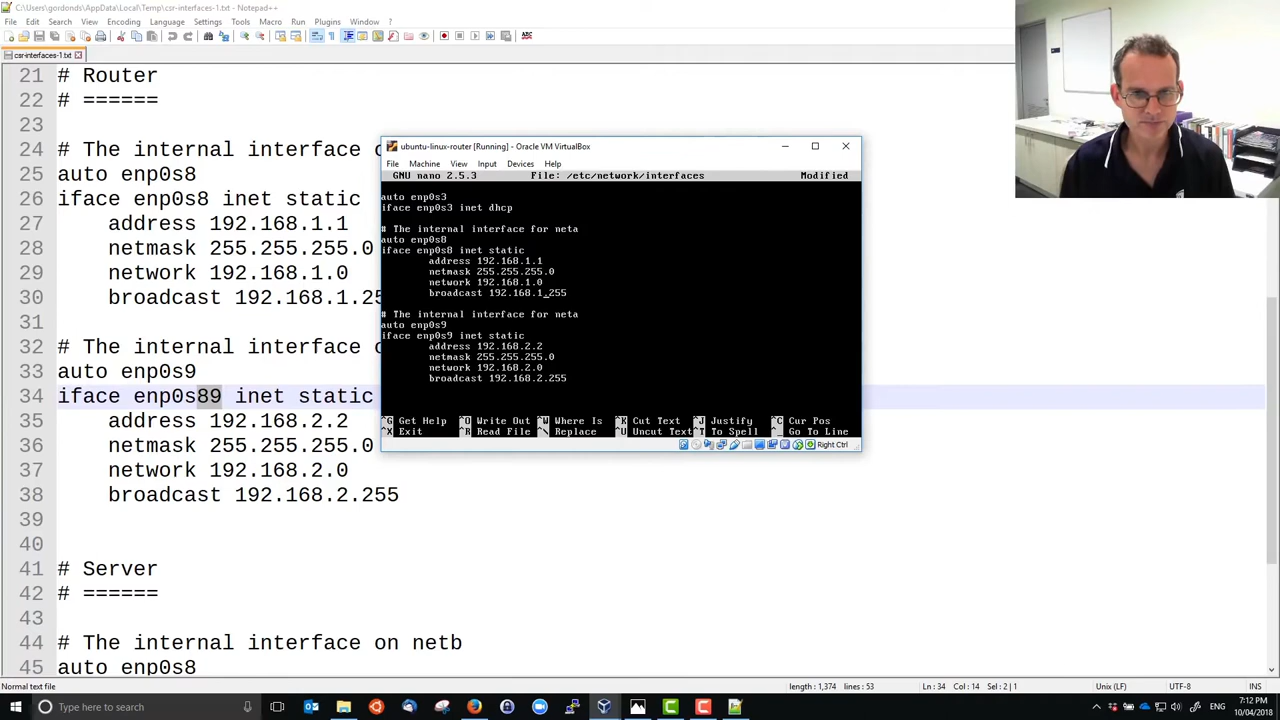 C:\Users\gordonds\AppData\Local\Temp\csr-interfaces-1.txt - Notepad++
File Edit Search View Encoding Language Settings Tools Macro Run Plugins Window ?
csr-interfaces-1.txt
21 # Router
22 # ======
23
24 # The internal interface o
25 auto enp0s8
26 iface enp0s8 inet static
27 address 192.168.1.1
28 netmask 255.255.255.0
29 network 192.168.1.0
30 broadcast 192.168.1.25
31
32 # The internal interface o
33 auto enp0s9
34 iface enp0s89 inet static
35 address 192.168.2.2
36 netmask 255.255.255.0
37 network 192.168.2.0
38 broadcast 192.168.2.255
39
40
41 # Server
42 # ======
43
44 # The internal interface on netb
45 auto enp0s8
ubuntu-linux-router [Running] - Oracle VM VirtualBox
File Machine View Input Devices Help
GNU nano 2.5.3 File: /etc/network/interfaces Modified
auto enp0s3
iface enp0s3 inet dhcp
# The internal interface for neta
auto enp0s8
iface enp0s8 inet static
address 192.168.1.1
netmask 255.255.255.0
network 192.168.1.0
broadcast 192.168.1.255
# The internal interface for neta
auto enp0s9
iface enp0s9 inet static
address 192.168.2.2
netmask 255.255.255.0
network 192.168.2.0
broadcast 192.168.2.255
^G Get Help ^O Write Out ^W Where Is ^K Cut Text ^J Justify ^C Cur Pos
^X Exit ^R Read File ^\ Replace ^U Uncut Text ^T To Spell ^_ Go To Line
Right Ctrl
Normal text file length : 1,374 lines : 53 Ln : 34 Col : 14 Sel : 2 | 1 Unix (LF) UTF-8 INS
Type here to search
7:12 PM
10/04/2018